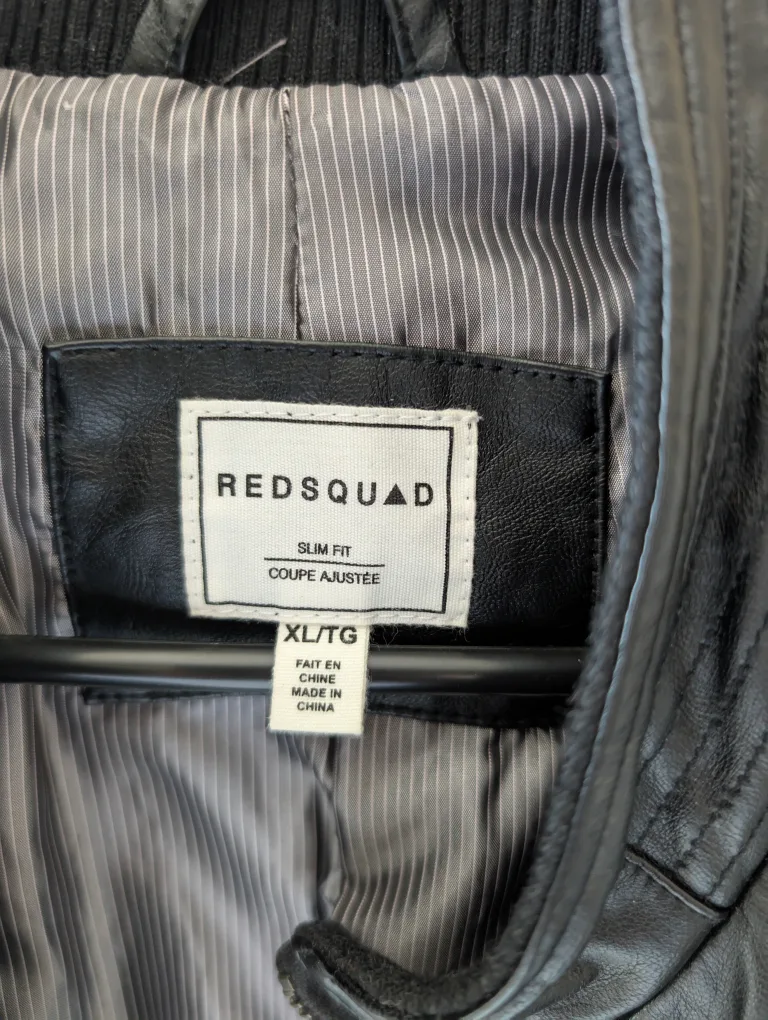 REDSQUAD
SLIM FIT
COUPE AJUSTÉE
XL/TG
FAIT EN
CHINE
MADE IN
CHINA